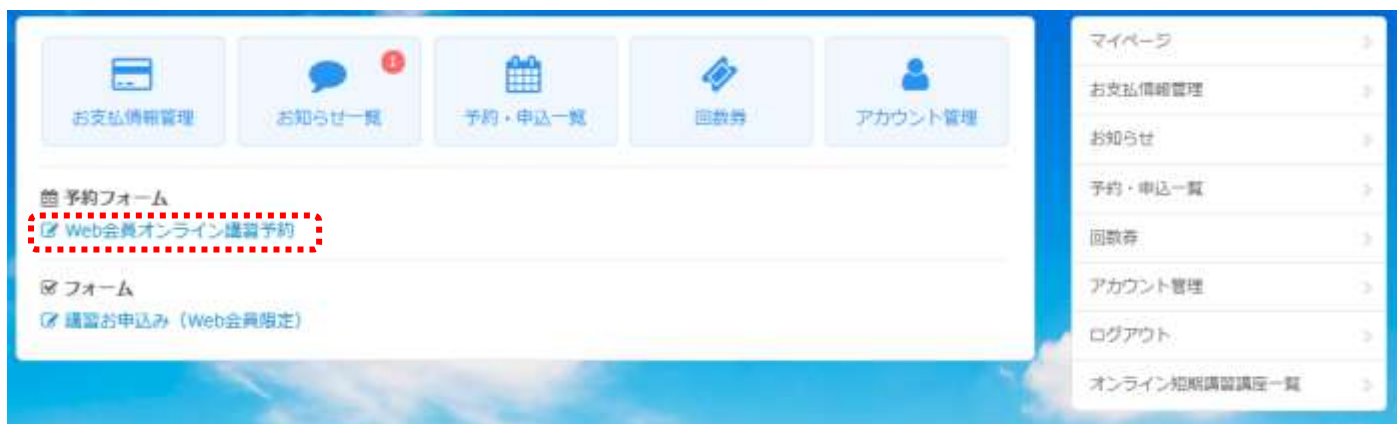 1
お支払情報管理
お知らせ一覧
予約・申込一覧
回数券
アカウント管理
予約フォーム
Web会員オンライン講習予約
フォーム
講習お申込み（Web会員限定）
マイページ
お支払情報管理
お知らせ
予約・申込一覧
回数券
アカウント管理
ログアウト
オンライン短期講習講座一覧